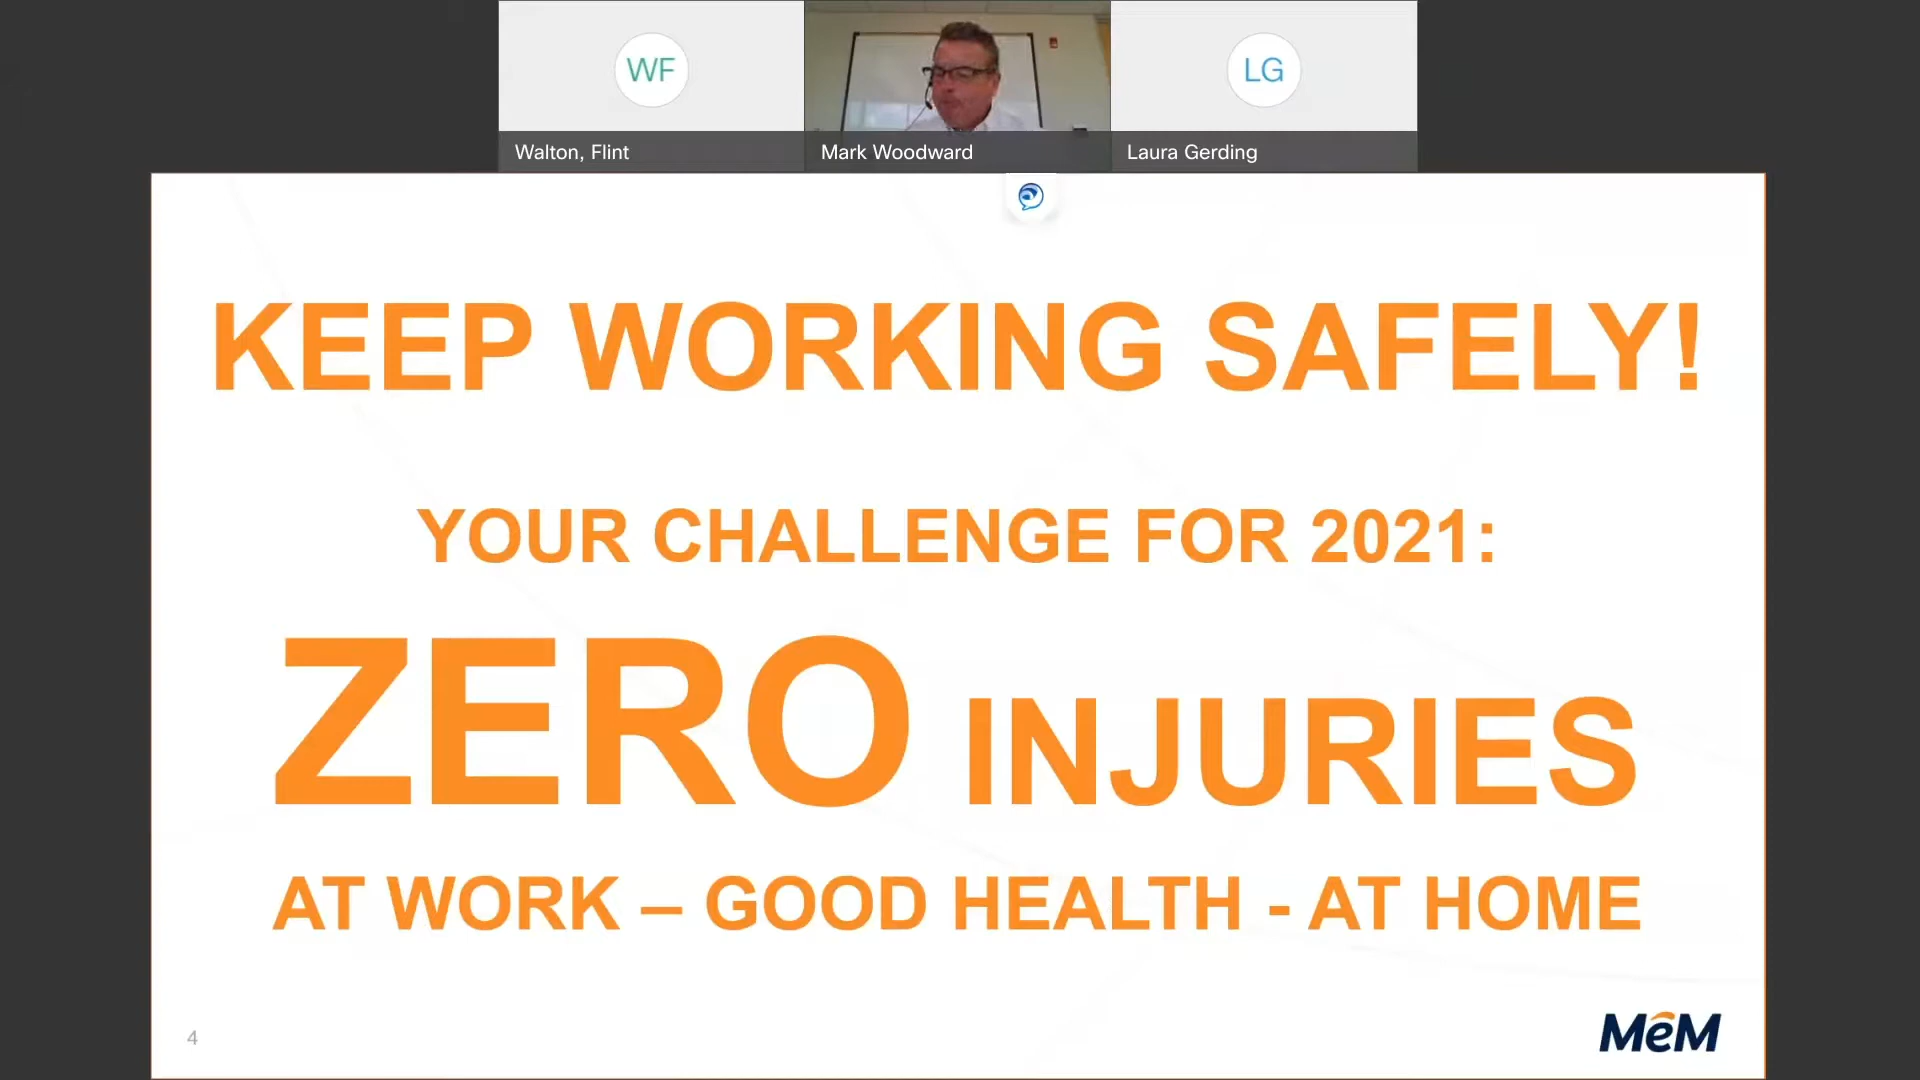 WF
LG
Walton, Flint
Mark Woodward
Laura Gerding
KEEP WORKING SAFELY!
YOUR CHALLENGE FOR 2021:
ZERO INJURIES
AT WORK – GOOD HEALTH - AT HOME
4
MeM